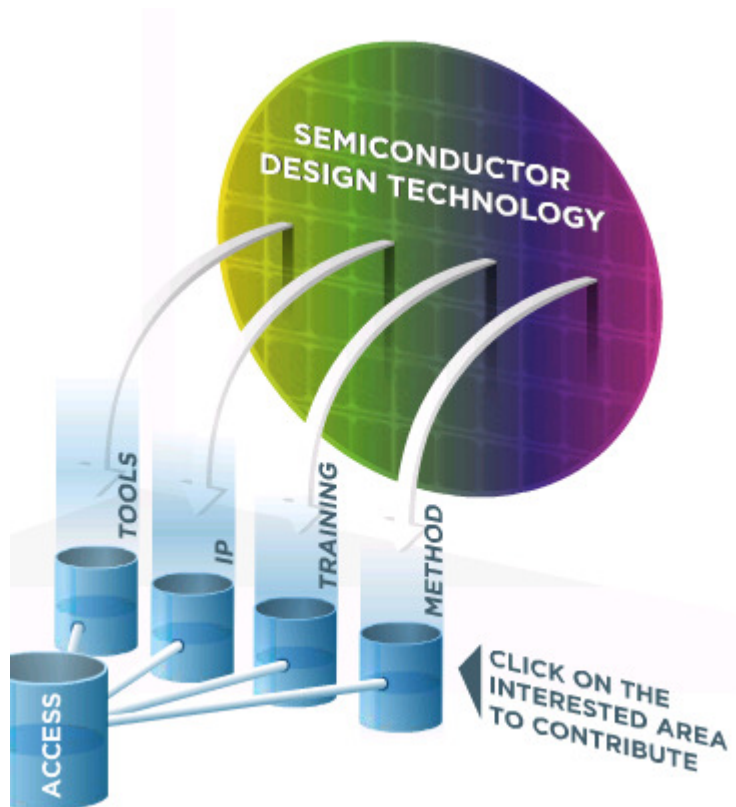 SEMICONDUCTOR
DESIGN TECHNOLOGY
TOOLS
IP
TRAINING
METHOD
ACCESS
CLICK ON THE
INTERESTED AREA
TO CONTRIBUTE